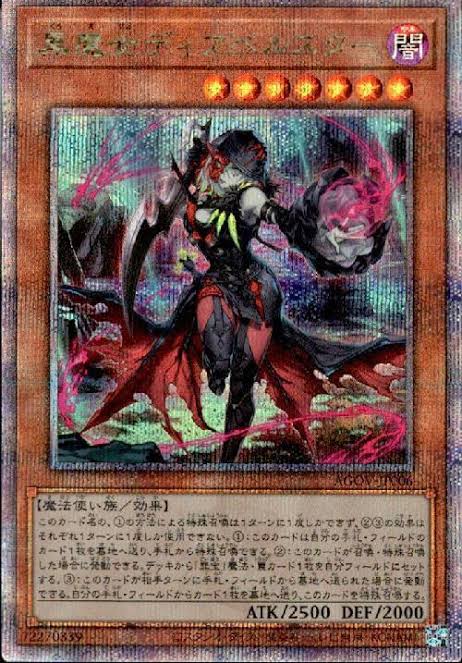 黒魔女ディアベルスター
闇
AGOV-JP006
【魔法使い族/効果】
このカード名の、①の方法による特殊召喚は1ターンに1度しかできず、②③の効果は
それぞれ1ターンに1度しか使用できない。①:このカードは自分の手札・フィールドの
カード1枚を墓地へ送り、手札から特殊召喚できる。②:このカードが召喚・特殊召喚
した場合に発動できる。デッキから「罪宝」魔法・罠カード1枚を自分フィールドにセット
する。③:このカードが相手ターンに手札・フィールドから墓地へ送られた場合に発動
できる。自分の手札・フィールドからカード1枚を墓地へ送り、このカードを特殊召喚する。
ATK/2500 DEF/2000
72270339